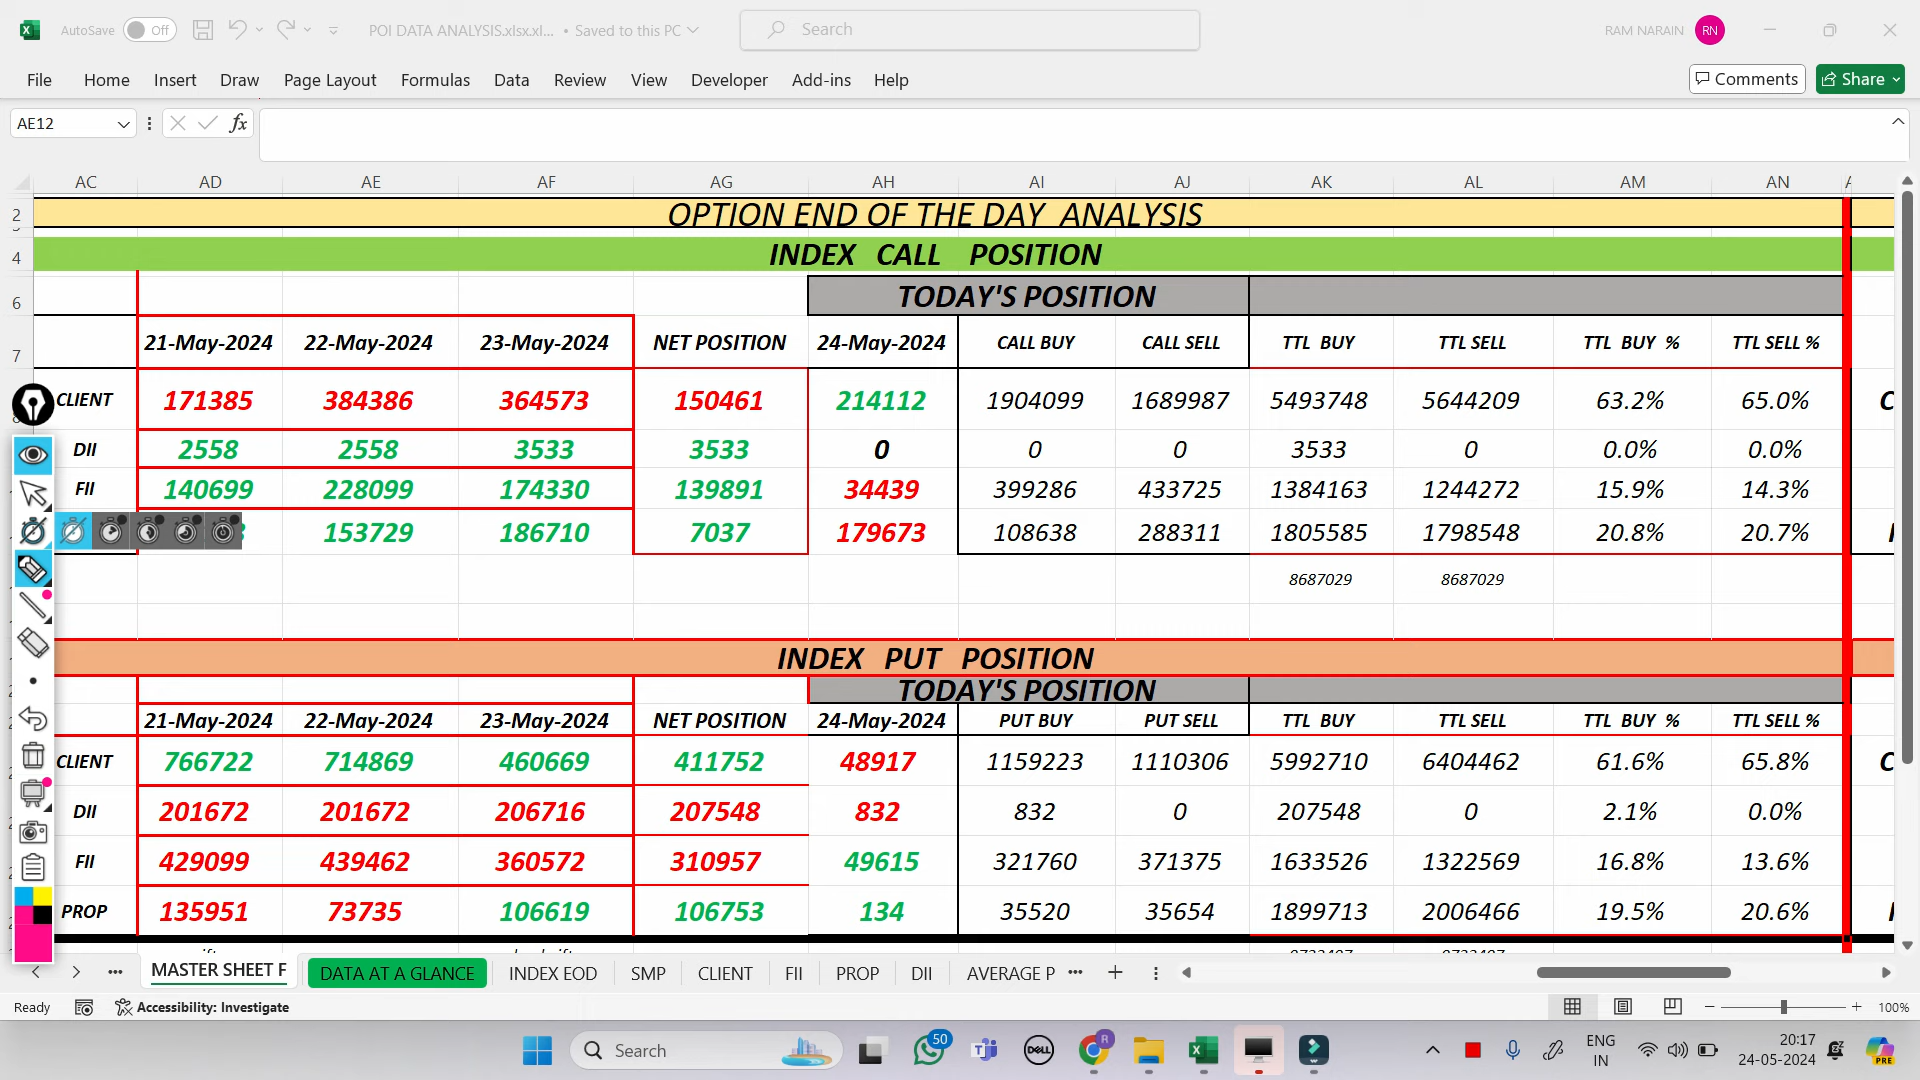 AutoSave Off POI DATA ANALYSIS.xlsx.xl... • Saved to this PC Search RAM NARAIN RN
File Home Insert Draw Page Layout Formulas Data Review View Developer Add-ins Help Comments Share
AE12 fx
AC AD AE AF AG AH AI AJ AK AL AM AN
2 OPTION END OF THE DAY ANALYSIS
4 INDEX CALL POSITION
6 TODAY'S POSITION
7 21-May-2024 22-May-2024 23-May-2024 NET POSITION 24-May-2024 CALL BUY CALL SELL TTL BUY TTL SELL TTL BUY % TTL SELL %
CLIENT 171385 384386 364573 150461 214112 1904099 1689987 5493748 5644209 63.2% 65.0% C
DII 2558 2558 3533 3533 0 0 0 3533 0 0.0% 0.0%
FII 140699 228099 174330 139891 34439 399286 433725 1384163 1244272 15.9% 14.3%
153729 186710 7037 179673 108638 288311 1805585 1798548 20.8% 20.7%
8687029 8687029
INDEX PUT POSITION
TODAY'S POSITION
21-May-2024 22-May-2024 23-May-2024 NET POSITION 24-May-2024 PUT BUY PUT SELL TTL BUY TTL SELL TTL BUY % TTL SELL %
CLIENT 766722 714869 460669 411752 48917 1159223 1110306 5992710 6404462 61.6% 65.8% C
DII 201672 201672 206716 207548 832 832 0 207548 0 2.1% 0.0%
FII 429099 439462 360572 310957 49615 321760 371375 1633526 1322569 16.8% 13.6%
PROP 135951 73735 106619 106753 134 35520 35654 1899713 2006466 19.5% 20.6%
MASTER SHEET F DATA AT A GLANCE INDEX EOD SMP CLIENT FII PROP DII AVERAGE P
Ready Accessibility: Investigate 100%
Search 50 DELL R ENG IN 20:17 24-05-2024 PRE